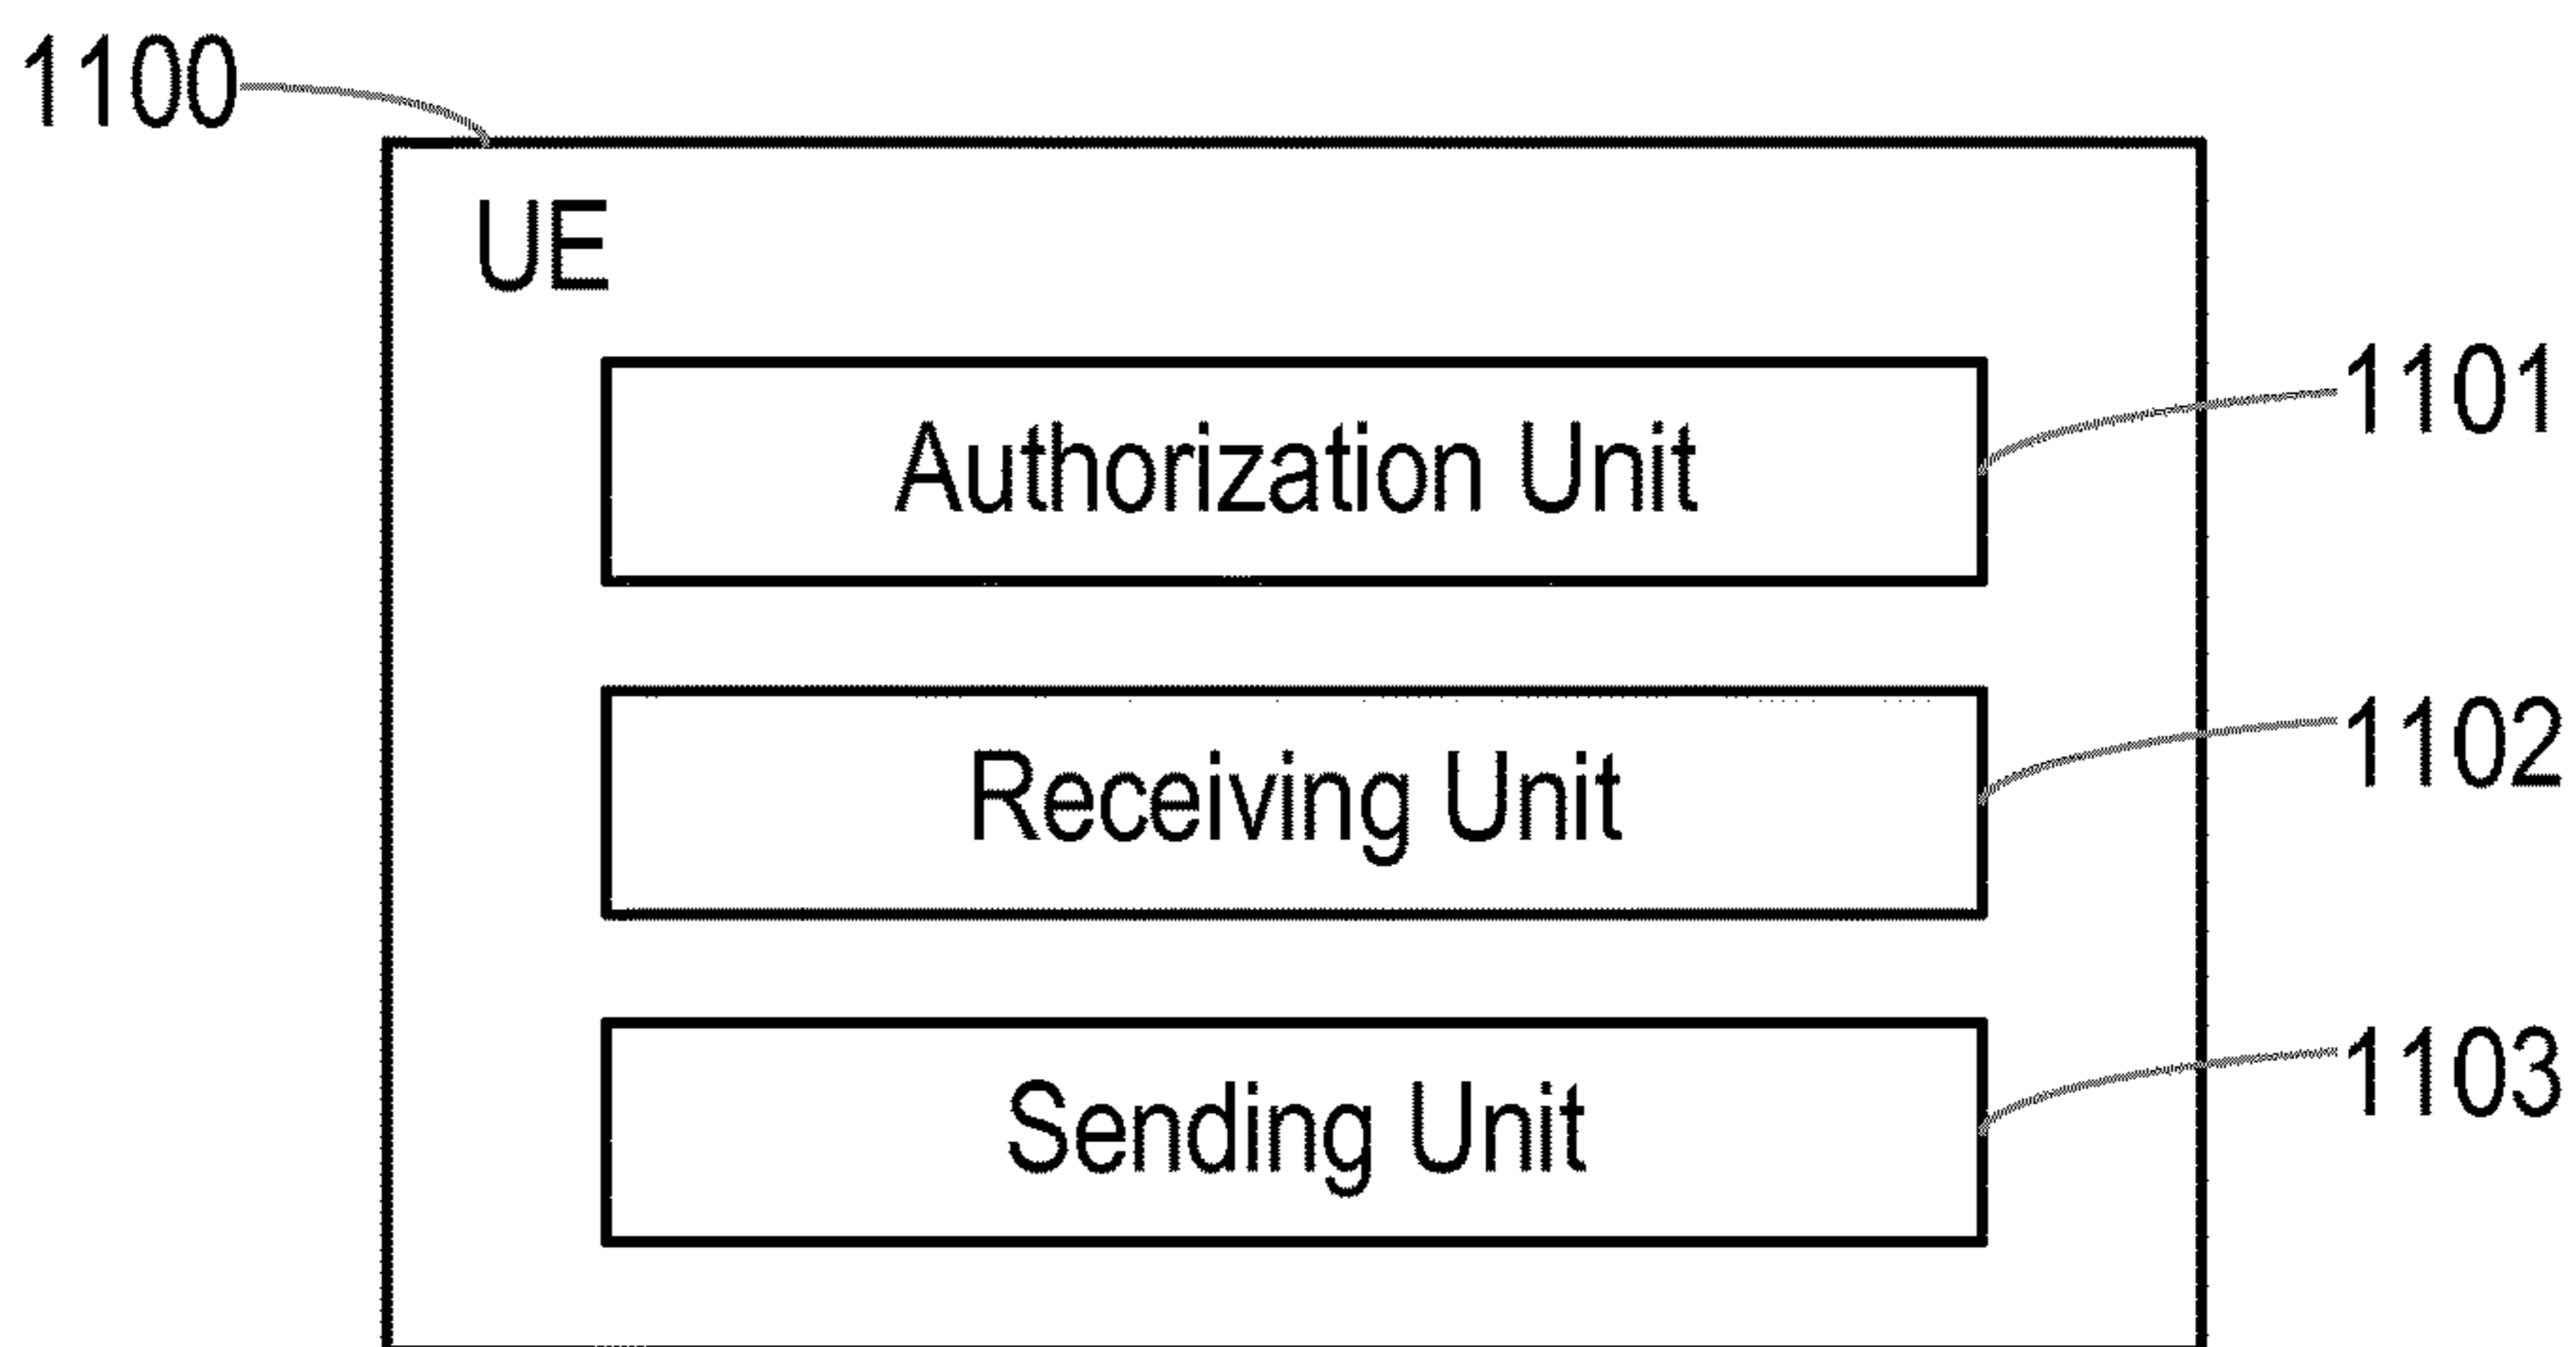 1100
UE
Authorization Unit
1101
Receiving Unit
1102
Sending Unit
1103